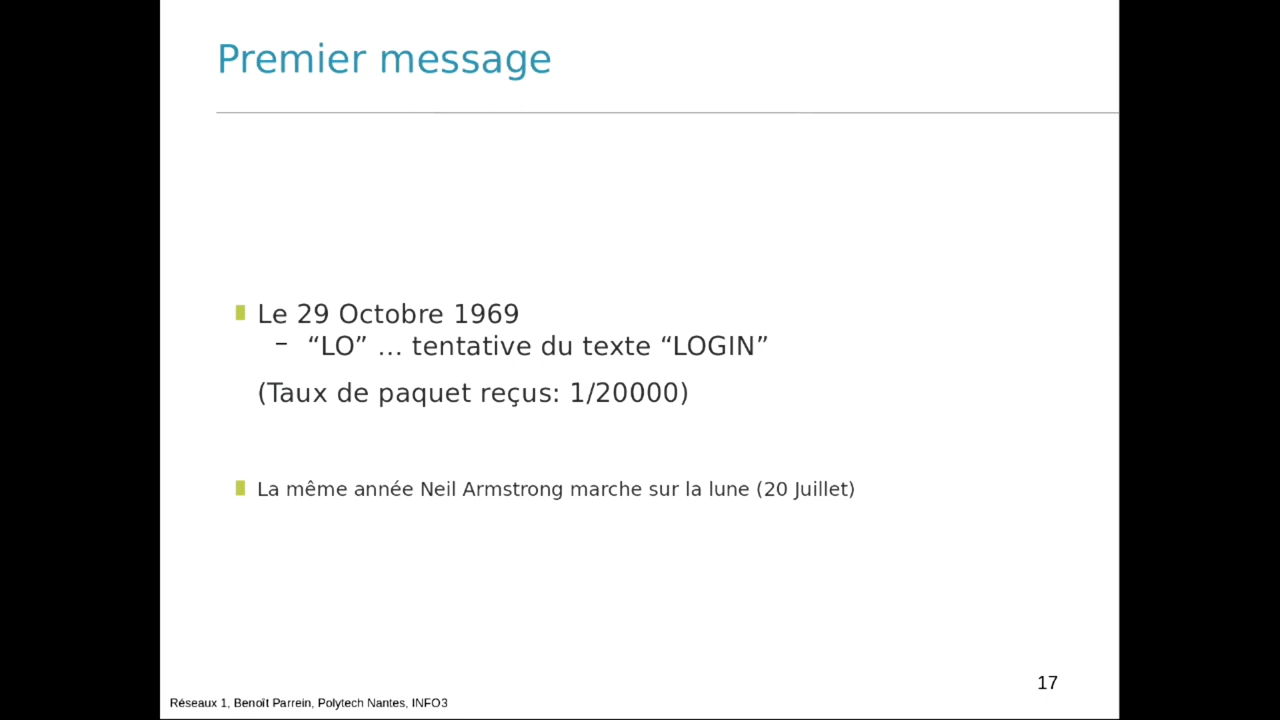 Premier message
Le 29 Octobre 1969
– “LO” … tentative du texte “LOGIN”
(Taux de paquet reçus: 1/20000)
La même année Neil Armstrong marche sur la lune (20 Juillet)
17
Réseaux 1, Benoît Parrein, Polytech Nantes, INFO3